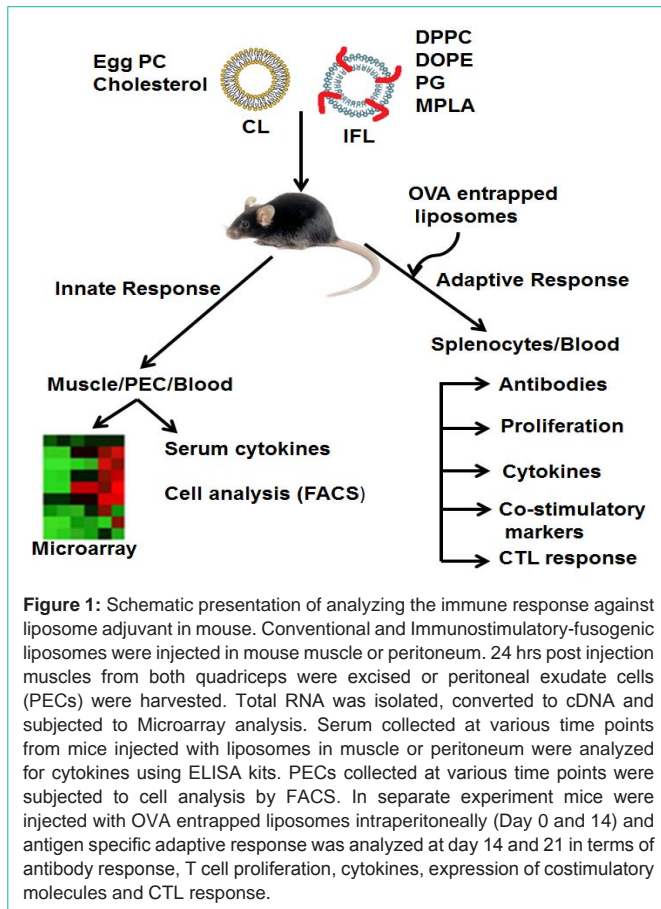 Egg PC
Cholesterol
CL
IFL
DPPC
DOPE
PG
MPLA
OVA entrapped
liposomes
Innate Response
Adaptive Response
Muscle/PEC/Blood
Serum cytokines
Cell analysis (FACS)
Microarray
Splenocytes/Blood
Antibodies
Proliferation
Cytokines
Co-stimulatory
markers
CTL response
Figure 1: Schematic presentation of analyzing the immune response against
liposome adjuvant in mouse. Conventional and Immunostimulatory-fusogenic
liposomes were injected in mouse muscle or peritoneum. 24 hrs post injection
muscles from both quadriceps were excised or peritoneal exudate cells
(PECs) were harvested. Total RNA was isolated, converted to cDNA and
subjected to Microarray analysis. Serum collected at various time points
from mice injected with liposomes in muscle or peritoneum were analyzed
for cytokines using ELISA kits. PECs collected at various time points were
subjected to cell analysis by FACS. In separate experiment mice were
injected with OVA entrapped liposomes intraperitoneally (Day 0 and 14) and
antigen specific adaptive response was analyzed at day 14 and 21 in terms of
antibody response, T cell proliferation, cytokines, expression of costimulatory
molecules and CTL response.